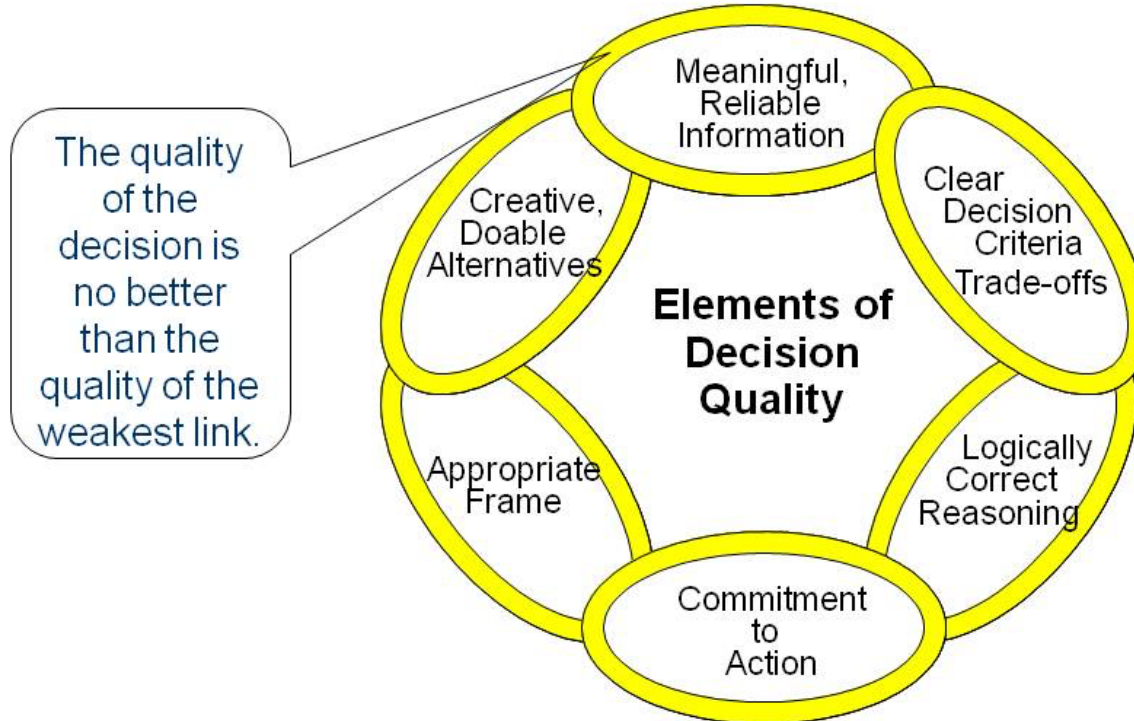 The quality
of the
decision is
no better
than the
quality of the
weakest link.
Meaningful,
Reliable
Information
Clear
Decision
Criteria
Trade-offs
Creative,
Doable
Alternatives
Elements of
Decision
Quality
Appropriate
Frame
Logically
Correct
Reasoning
Commitment
to
Action